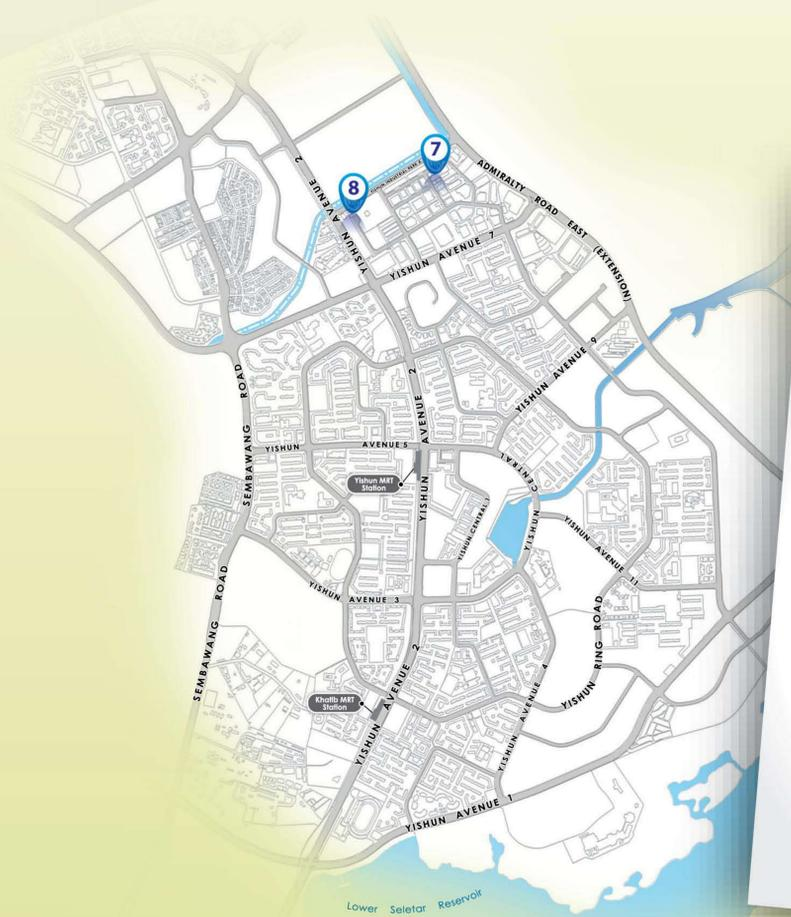 7
8
YISHUN INDUSTRIAL PARK A
ADMIRALTY ROAD EAST (EXTENSION)
YISHUN AVENUE 2
YISHUN AVENUE 7
YISHUN AVENUE 9
SEMBAWANG ROAD
YISHUN AVENUE 2
YISHUN AVENUE 5
Yishun MRT
Station
YISHUN CENTRAL
YISHUN CENTRAL 1
YISHUN AVENUE 11
YISHUN AVENUE 3
SEMBAWANG ROAD
YISHUN RING ROAD
Khatib MRT
Station
YISHUN AVENUE 2
YISHUN AVENUE 4
YISHUN AVENUE 1
Lower Seletar Reservoir